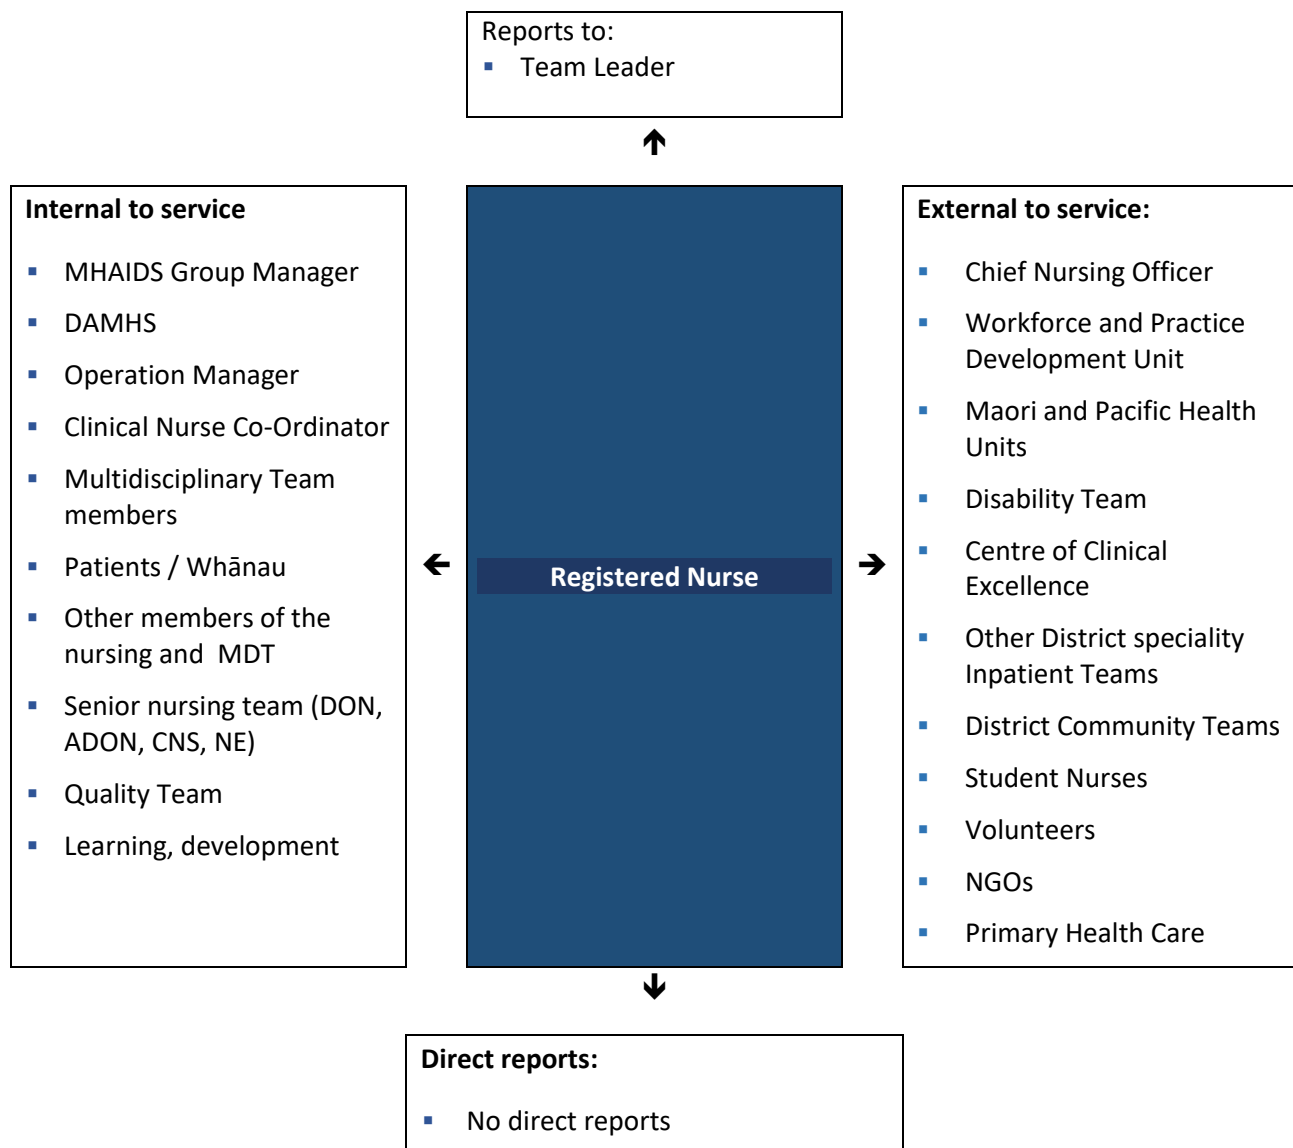 Reports to:
▪ Team Leader
Internal to service
▪ MHAIDS Group Manager
▪ DAMHS
▪ Operation Manager
▪ Clinical Nurse Co-Ordinator
▪ Multidisciplinary Team
members
▪ Patients / Whānau
▪ Other members of the
nursing and  MDT
▪ Senior nursing team (DON,
ADON, CNS, NE)
▪ Quality Team
▪ Learning, development
Registered Nurse
External to service:
▪ Chief Nursing Officer
▪ Workforce and Practice
Development Unit
▪ Maori and Pacific Health
Units
▪ Disability Team
▪ Centre of Clinical
Excellence
▪ Other District speciality
Inpatient Teams
▪ District Community Teams
▪ Student Nurses
▪ Volunteers
▪ NGOs
▪ Primary Health Care
Direct reports:
▪ No direct reports